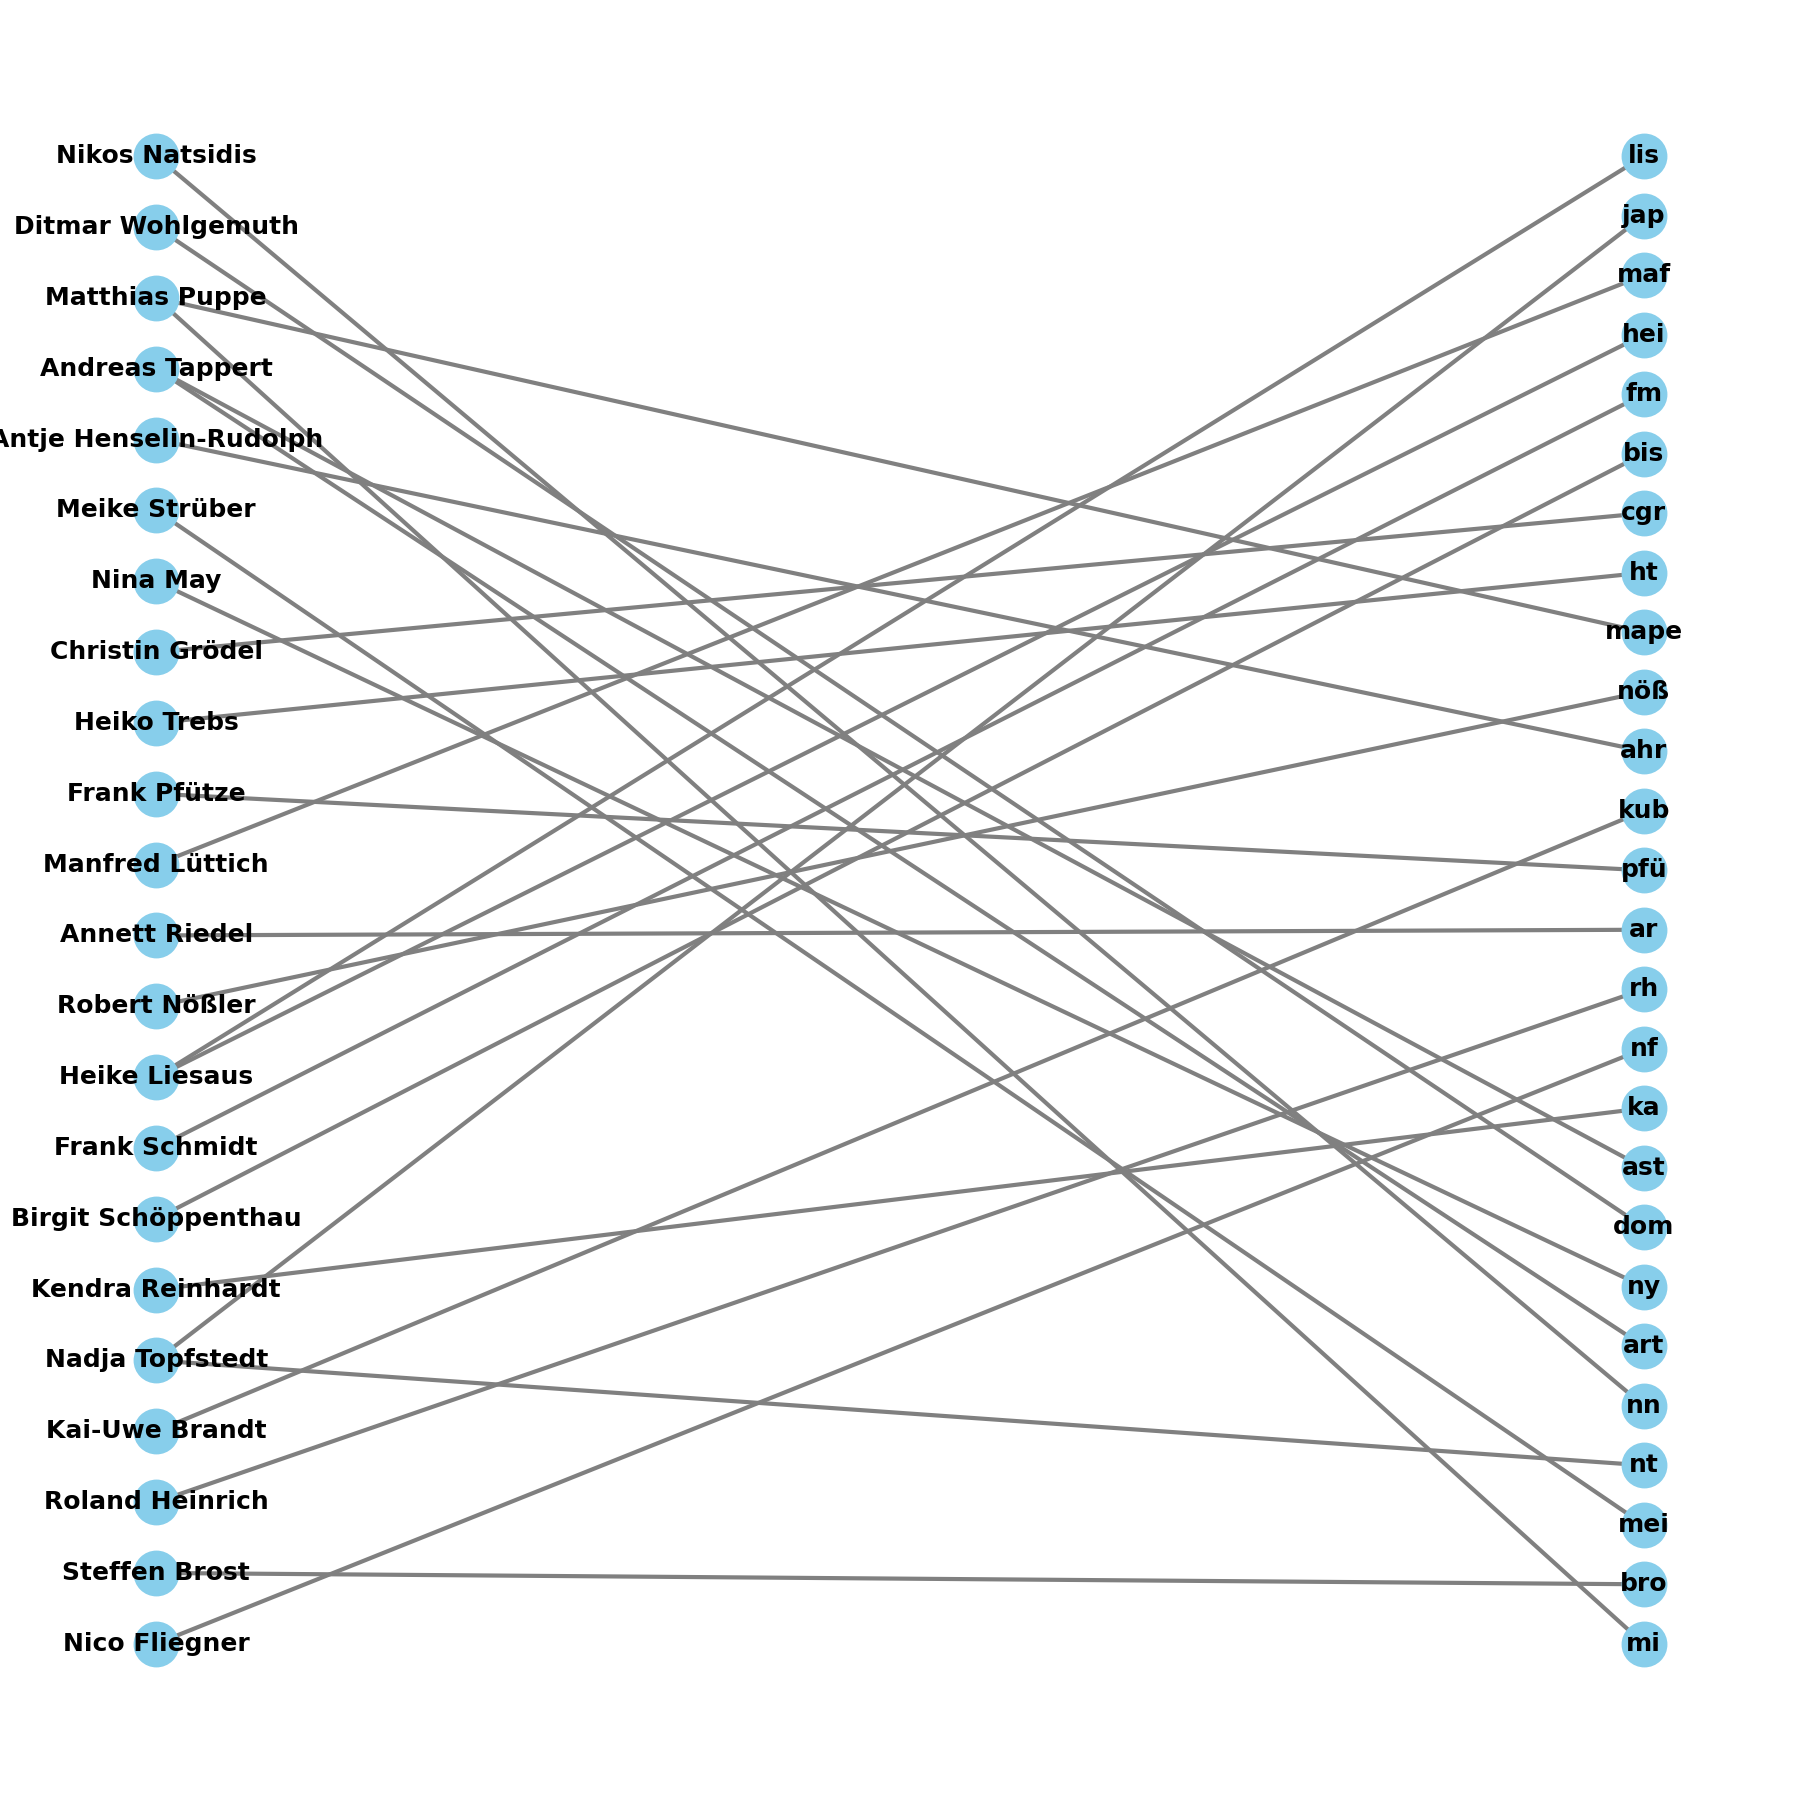 Nikos Natsidis
Ditmar Wohlgemuth
Matthias Puppe
Andreas Tappert
Antje Henselin-Rudolph
Meike Strüber
Nina May
Christin Grödel
Heiko Trebs
Frank Pfütze
Manfred Lüttich
Annett Riedel
Robert Nößler
Heike Liesaus
Frank Schmidt
Birgit Schöppenthau
Kendra Reinhardt
Nadja Topfstedt
Kai-Uwe Brandt
Roland Heinrich
Steffen Brost
Nico Fliegner
lis
jap
maf
hei
fm
bis
cgr
ht
mape
nöß
ahr
kub
pfü
ar
rh
nf
ka
ast
dom
ny
art
nn
nt
mei
bro
mi